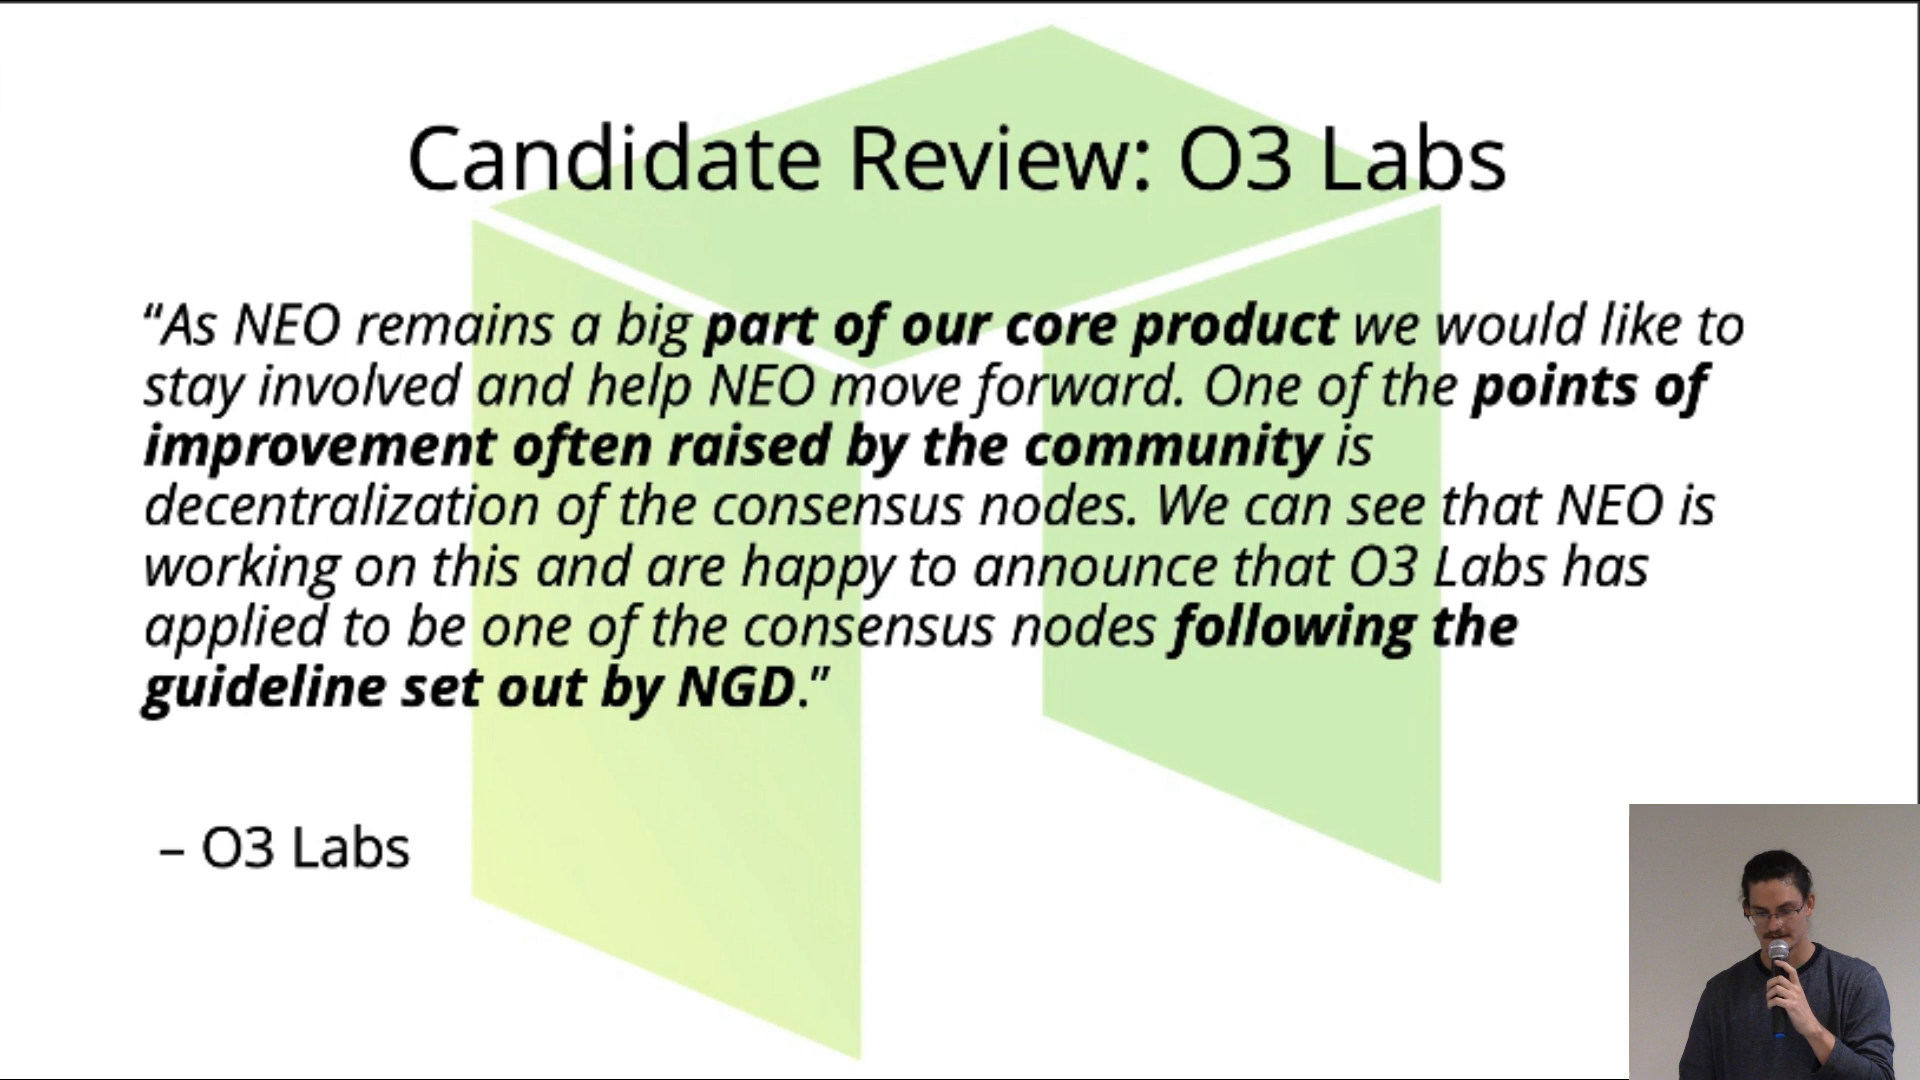 Candidate Review: O3 Labs
“As NEO remains a big part of our core product we would like to
stay involved and help NEO move forward. One of the points of
improvement often raised by the community is
decentralization of the consensus nodes. We can see that NEO is
working on this and are happy to announce that O3 Labs has
applied to be one of the consensus nodes following the
guideline set out by NGD.”
– O3 Labs